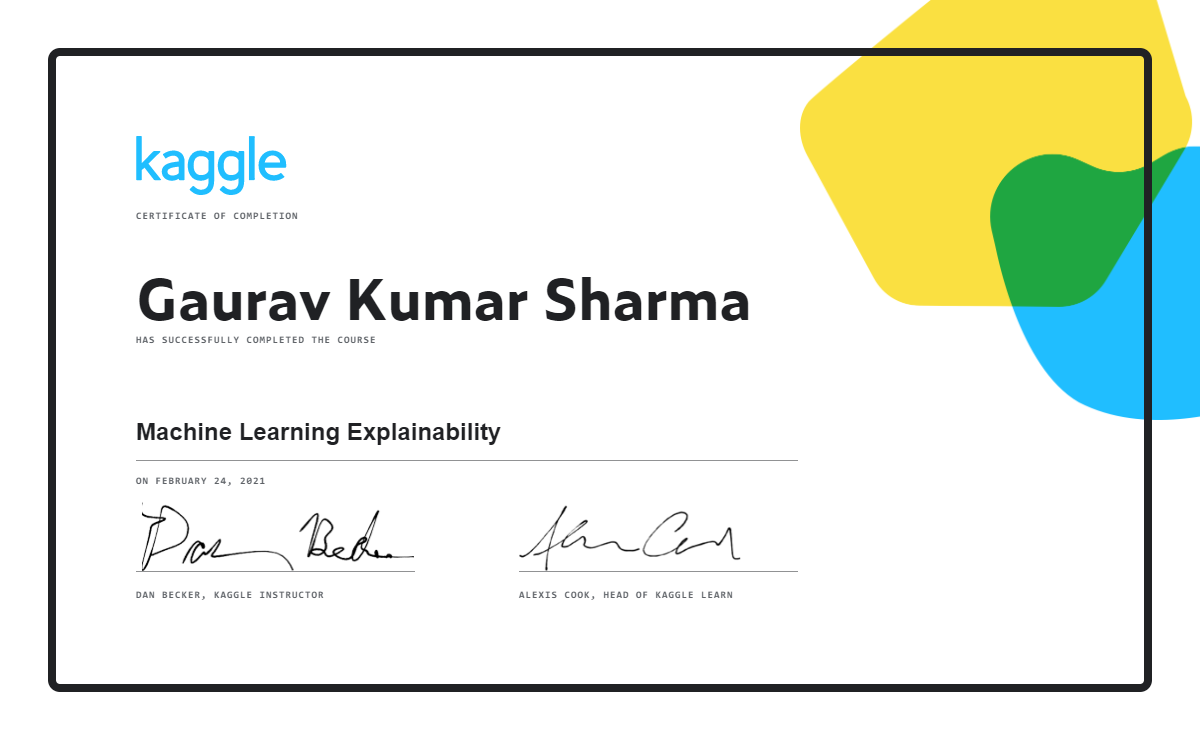 kaggle
CERTIFICATE OF COMPLETION
Gaurav Kumar Sharma
HAS SUCCESSFULLY COMPLETED THE COURSE
Machine Learning Explainability
ON FEBRUARY 24, 2021
Dan Becker
Alexis Cook
DAN BECKER, KAGGLE INSTRUCTOR
ALEXIS COOK, HEAD OF KAGGLE LEARN